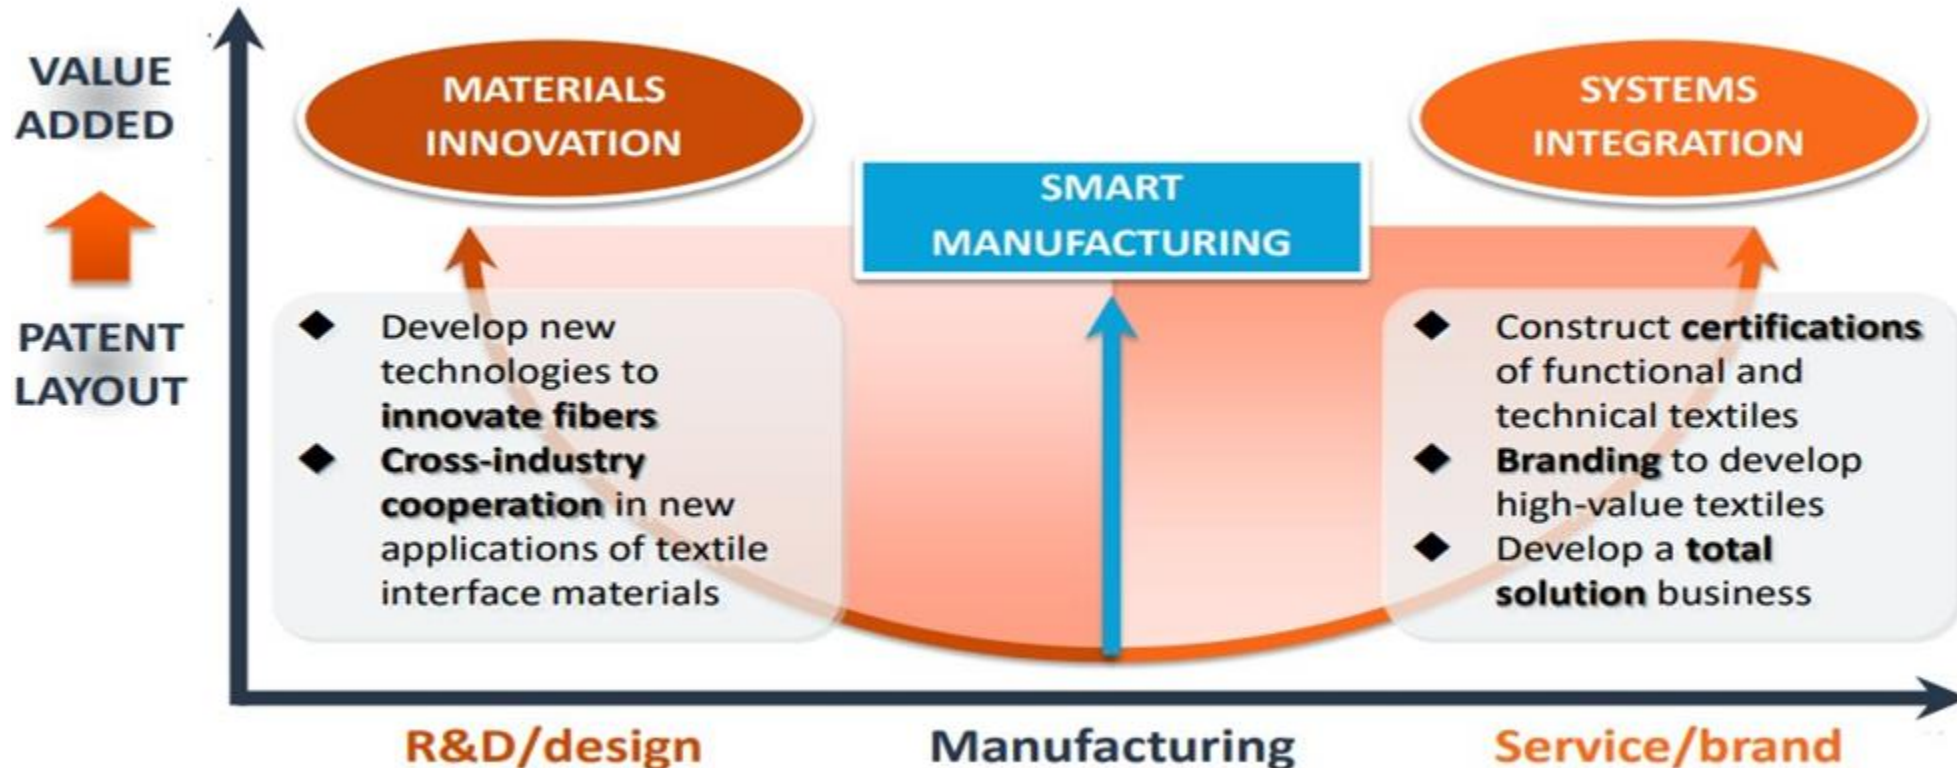 VALUE
ADDED
PATENT
LAYOUT
MATERIALS
INNOVATION
SMART
MANUFACTURING
SYSTEMS
INTEGRATION
◆ Develop new
technologies to
innovate fibers
◆ Cross-industry
cooperation in new
applications of textile
interface materials
◆ Construct certifications
of functional and
technical textiles
◆ Branding to develop
high-value textiles
◆ Develop a total
solution business
R&D/design
Manufacturing
Service/brand